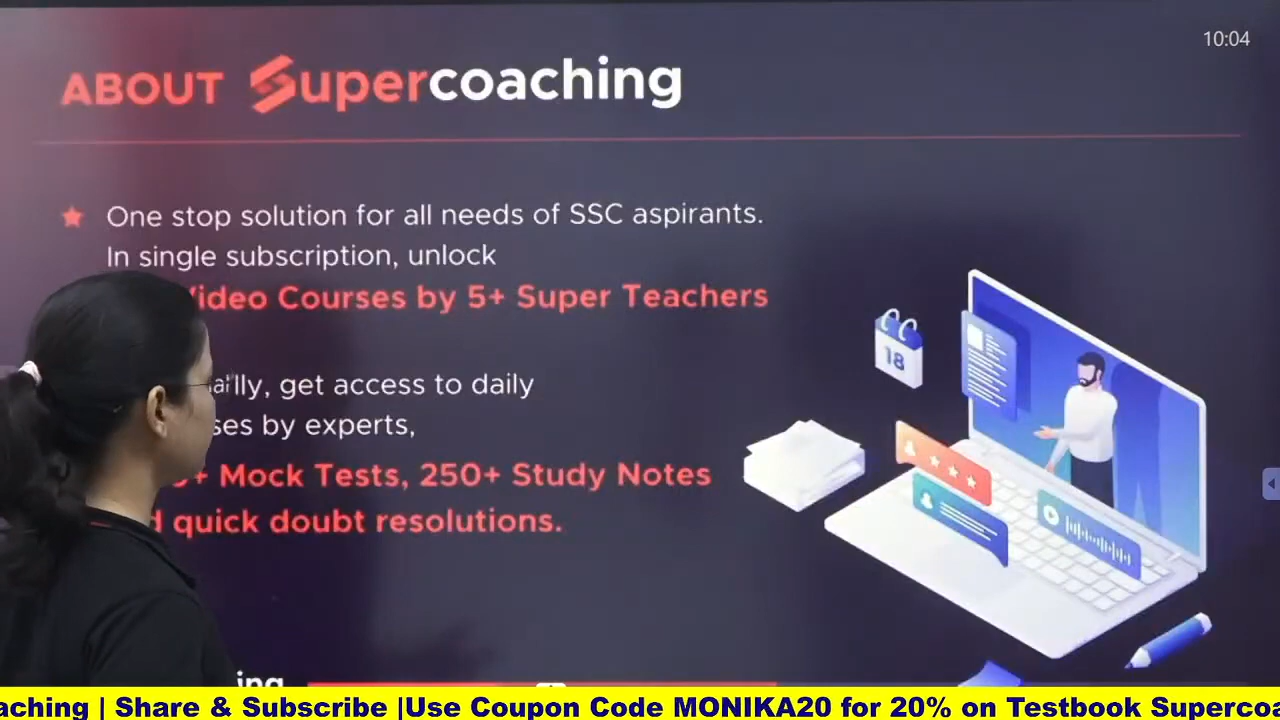 10:04
ABOUT Supercoaching
One stop solution for all needs of SSC aspirants.
In single subscription, unlock
ideo Courses by 5+ Super Teachers
ally, get access to daily
ses by experts,
+ Mock Tests, 250+ Study Notes
d quick doubt resolutions.
18
ing
aching | Share & Subscribe |Use Coupon Code MONIKA20 for 20% on Testbook Supercoa